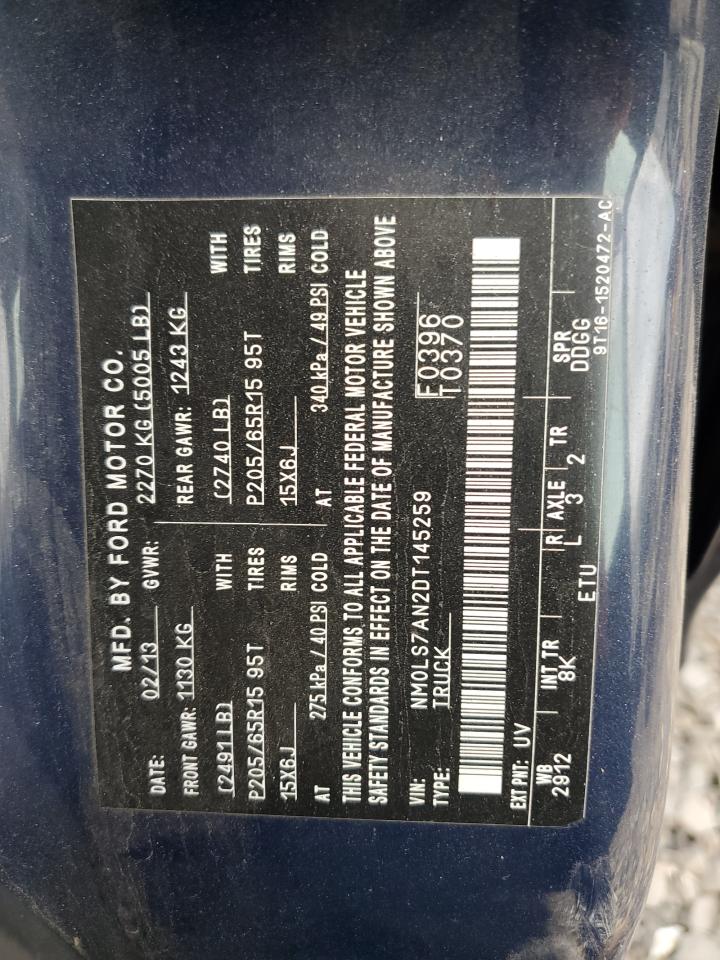 MFD. BY FORD MOTOR CO.
DATE: 02/13 GVWR: 2270 KG (5005 LB)
FRONT GAWR: 1130 KG REAR GAWR: 1243 KG
(2491LB) WITH (2740 LB) WITH
P205/65R15 95T TIRES P205/65R15 95T TIRES
15X6J RIMS 15X6J RIMS
AT 275 kPa / 40 PSI COLD AT 340 kPa / 49 PSI COLD
THIS VEHICLE CONFORMS TO ALL APPLICABLE FEDERAL MOTOR VEHICLE
SAFETY STANDARDS IN EFFECT ON THE DATE OF MANUFACTURE SHOWN ABOVE
VIN: NM0LS7AN2DT145259 F0396
TYPE: TRUCK T0370
EXT PNT: UV R AXLE TR SPR
WB INT TR L 3 2 DDGG
2912 8K ETU 9T16-1520472-AC